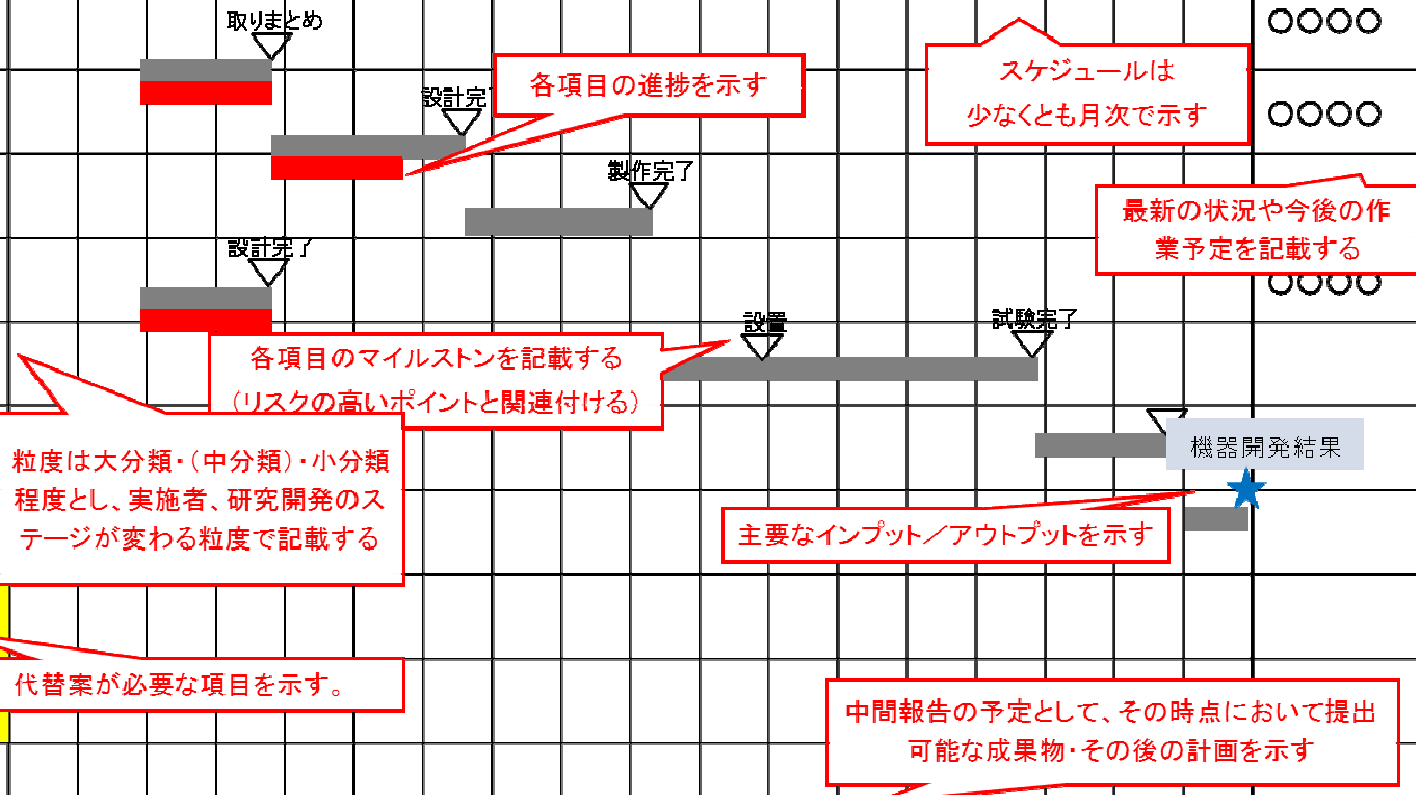 取りまとめ
〇〇〇〇
スケジュールは
少なくとも月次で示す
各項目の進捗を示す
設計完
〇〇〇〇
製作完了
最新の状況や今後の作
業予定を記載する
設計完了
〇〇〇〇
設置
試験完了
各項目のマイルストンを記載する
(リスクの高いポイントと関連付ける)
機器開発結果
粒度は大分類・(中分類)・小分類
程度とし、実施者、研究開発のス
テージが変わる粒度で記載する
主要なインプット／アウトプットを示す
代替案が必要な項目を示す。
中間報告の予定として、その時点において提出
可能な成果物・その後の計画を示す